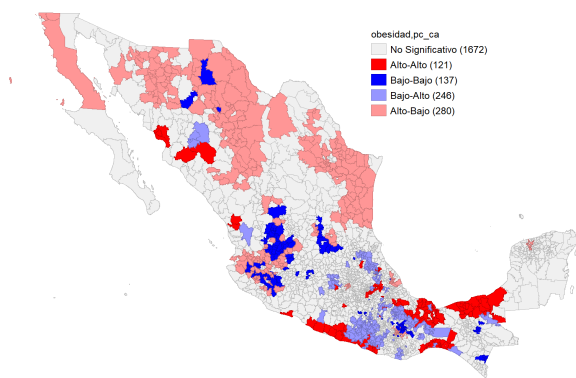 obesidad,pc_ca
No Significativo (1672)
Alto-Alto (121)
Bajo-Bajo (137)
Bajo-Alto (246)
Alto-Bajo (280)